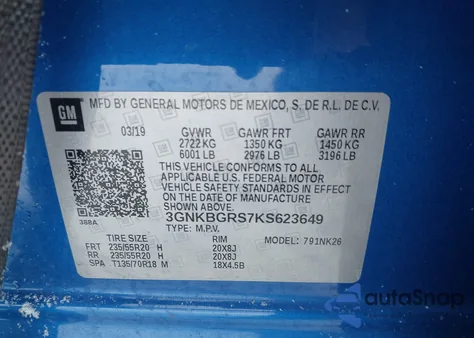 GM
MFD BY GENERAL MOTORS DE MEXICO, S. DE R.L. DE C.V.
03/19 GVWR GAWR FRT GAWR RR
2722 KG 1350 KG 1450 KG
6001 LB 2976 LB 3196 LB
THIS VEHICLE CONFORMS TO ALL
APPLICABLE U.S. FEDERAL MOTOR
VEHICLE SAFETY STANDARDS IN EFFECT
ON THE DATE OF MANUFACTURE
SHOWN ABOVE.
388A
3GNKBGRS7KS623649
TYPE: M.P.V.
TIRE SIZE RIM MODEL: 791NK26
FRT 235/55R20 H 20X8J
RR 235/55R20 H 20X8J
SPA T135/70R18 M 18X4.5B
autoSnap